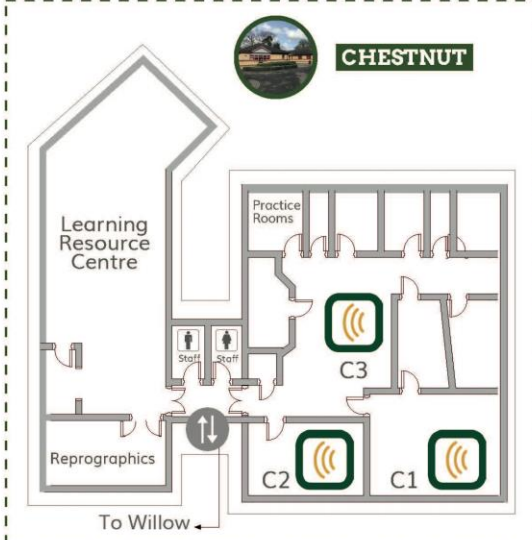 CHESTNUT
Practice
Rooms
Learning
Resource
Centre
Staff
Staff
C3
Reprographics
C2
C1
To Willow